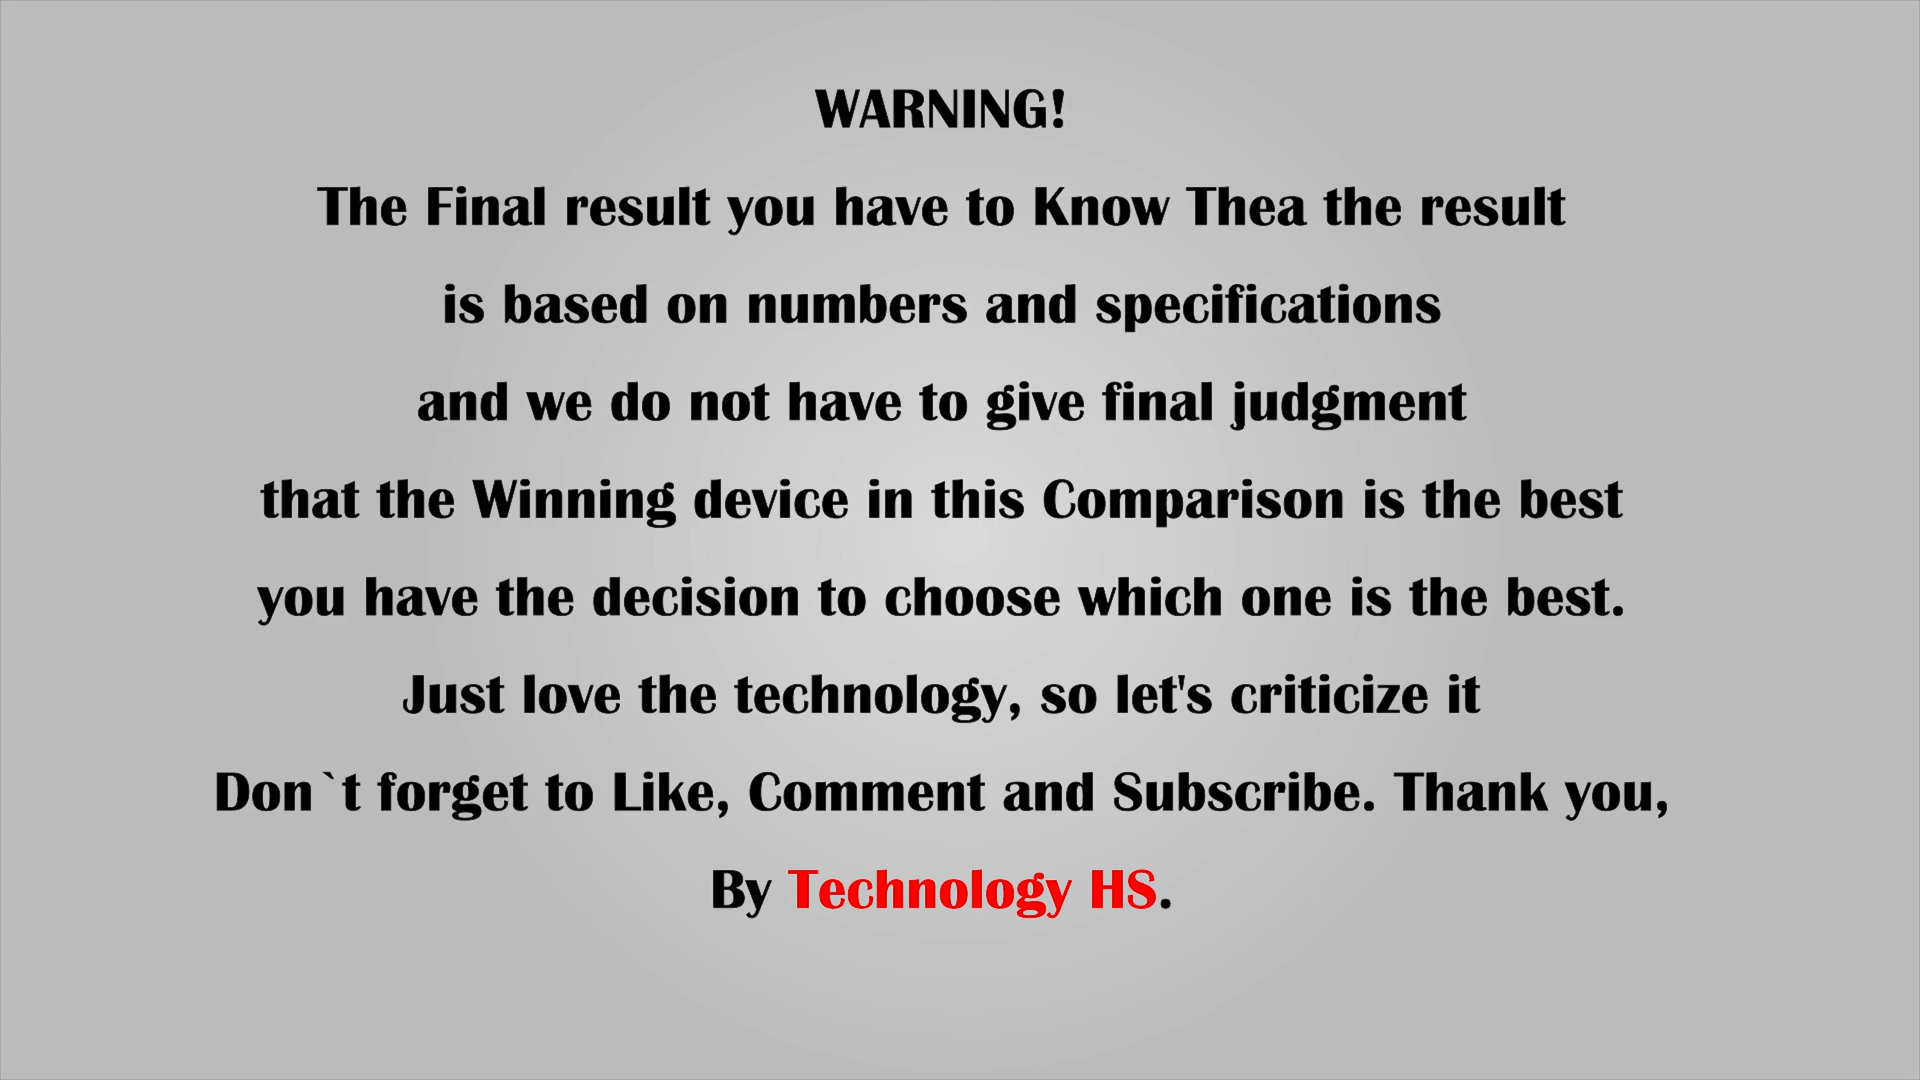 WARNING!
The Final result you have to Know Thea the result
is based on numbers and specifications
and we do not have to give final judgment
that the Winning device in this Comparison is the best
you have the decision to choose which one is the best.
Just love the technology, so let's criticize it
Don`t forget to Like, Comment and Subscribe. Thank you,
By Technology HS.